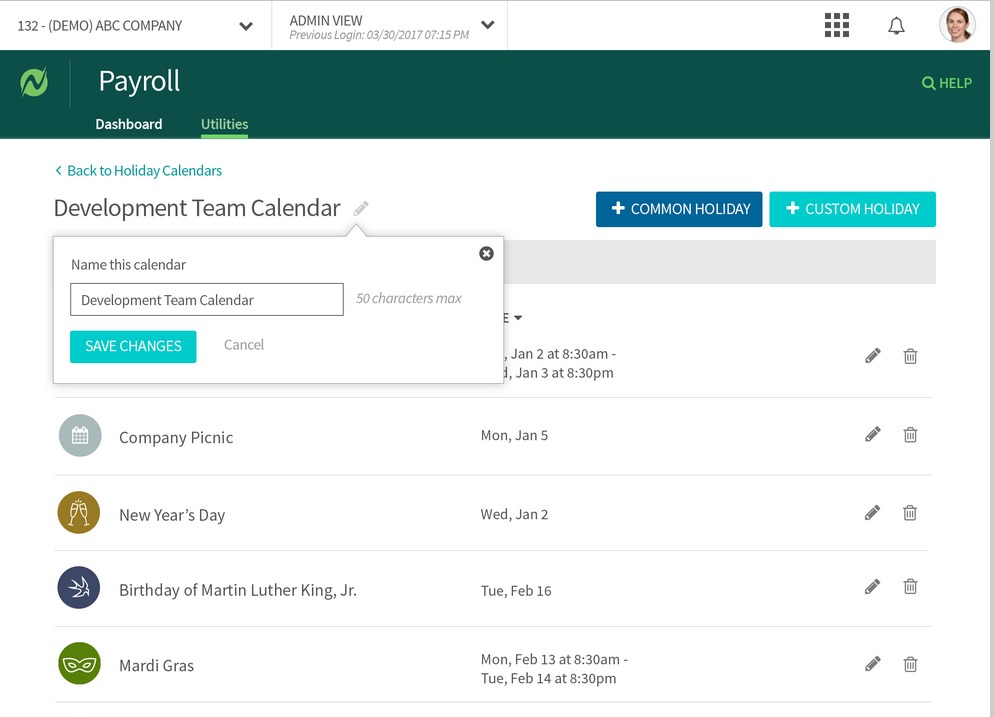 132 - (DEMO) ABC COMPANY
ADMIN VIEW
Previous Login: 03/30/2017 07:15 PM
Payroll
HELP
Dashboard
Utilities
Back to Holiday Calendars
Development Team Calendar
COMMON HOLIDAY
CUSTOM HOLIDAY
Name this calendar
Development Team Calendar
50 characters max
SAVE CHANGES
Cancel
Jan 2 at 8:30am -
Jan 3 at 8:30pm
Company Picnic
Mon, Jan 5
New Year’s Day
Wed, Jan 2
Birthday of Martin Luther King, Jr.
Tue, Feb 16
Mardi Gras
Mon, Feb 13 at 8:30am -
Tue, Feb 14 at 8:30pm